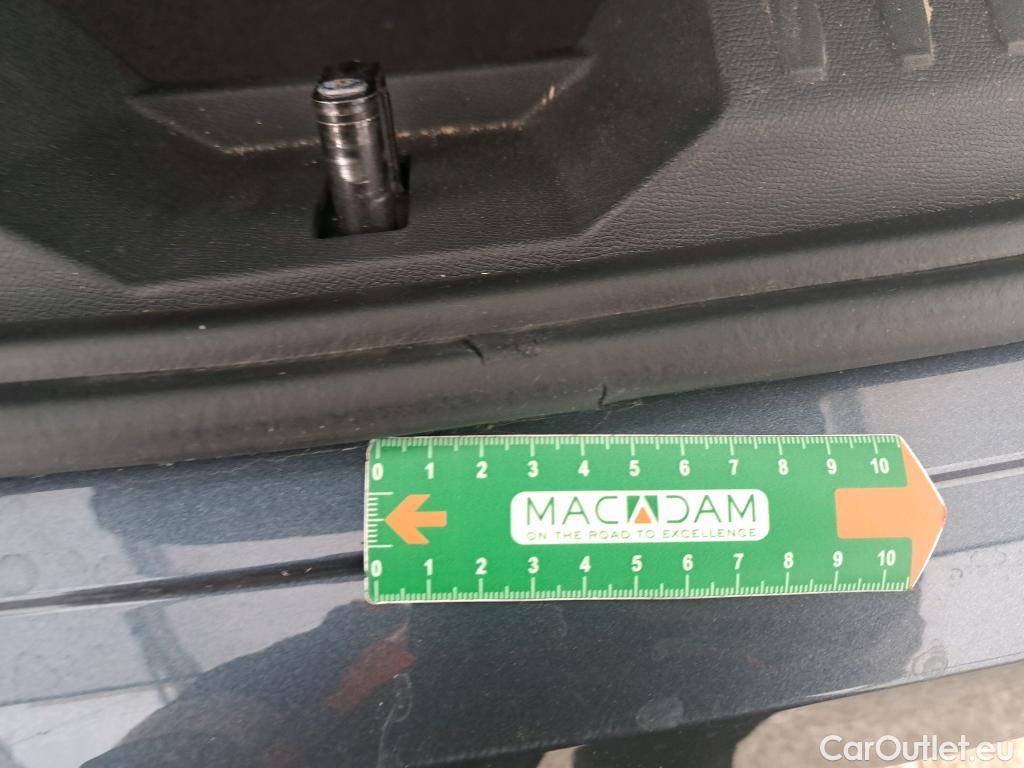 0 1 2 3 4 5 6 7 8 9 10
MACADAM
ON THE ROAD TO EXCELLENCE
0 1 2 3 4 5 6 7 8 9 10
CarOutlet.eu